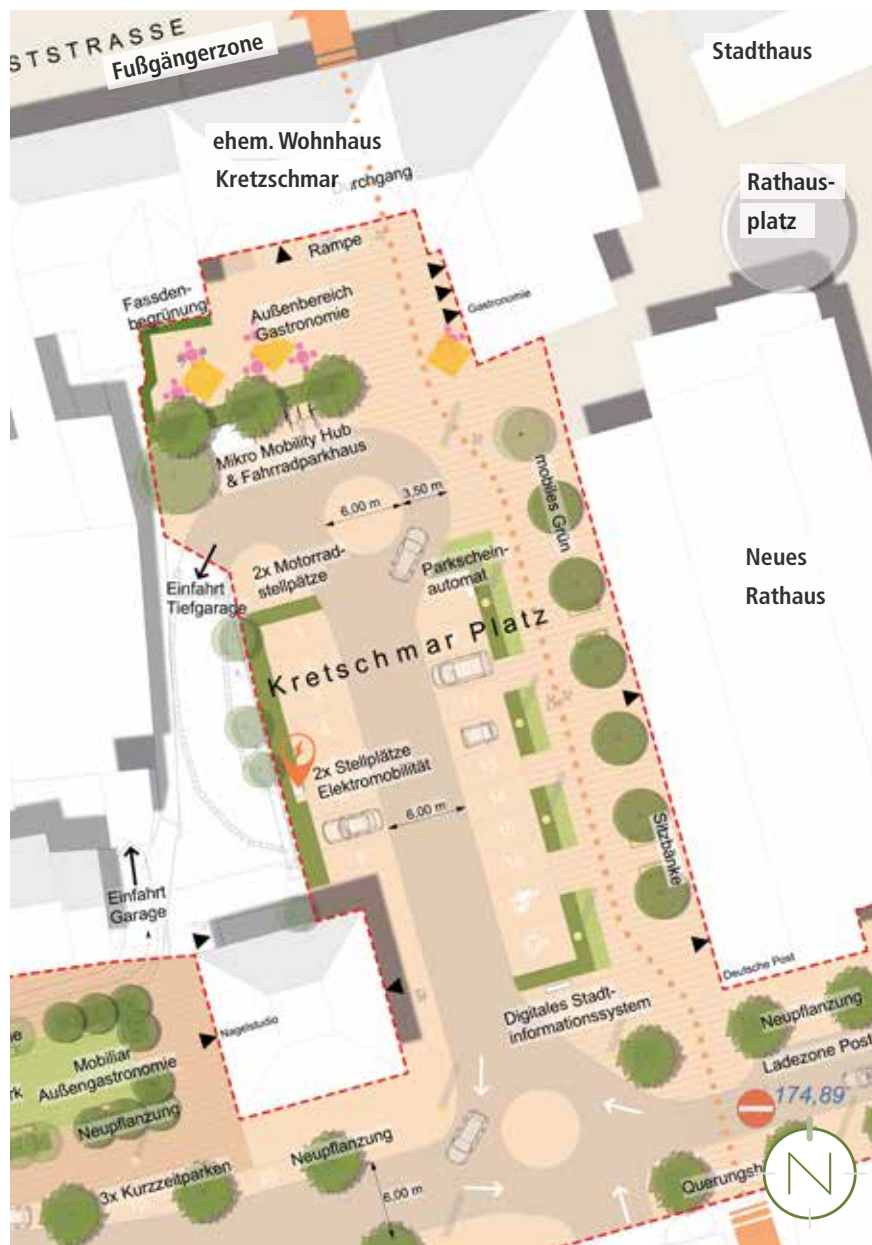 STSTRASSE
Fußgängerzone
Stadthaus
ehem. Wohnhaus
Kretzschmar
urchgang
Rathaus-
platz
Rampe
Fassden-
begrünung
Außenbereich
Gastronomie
Gastronomie
Mikro Mobility Hub
& Fahrradparkhaus
mobiles Grün
6,00 m
3,50 m
2x Motorrad-
stellplätze
Parkschein-
automat
Einfahrt
Tiefgarage
Neues
Rathaus
Kretschmar Platz
2x Stellplätze
Elektromobilität
6,00 m
Sitzbänke
Einfahrt
Garage
Deutsche Post
Nagelstudio
Digitales Stadt-
informationssystem
Neupflanzung
Ladezone Post
Mobiliar
Außengastronomie
Neupflanzung
174,89
Neupflanzung
3x Kurzzeitparken
6,00 m
Querungsh
N